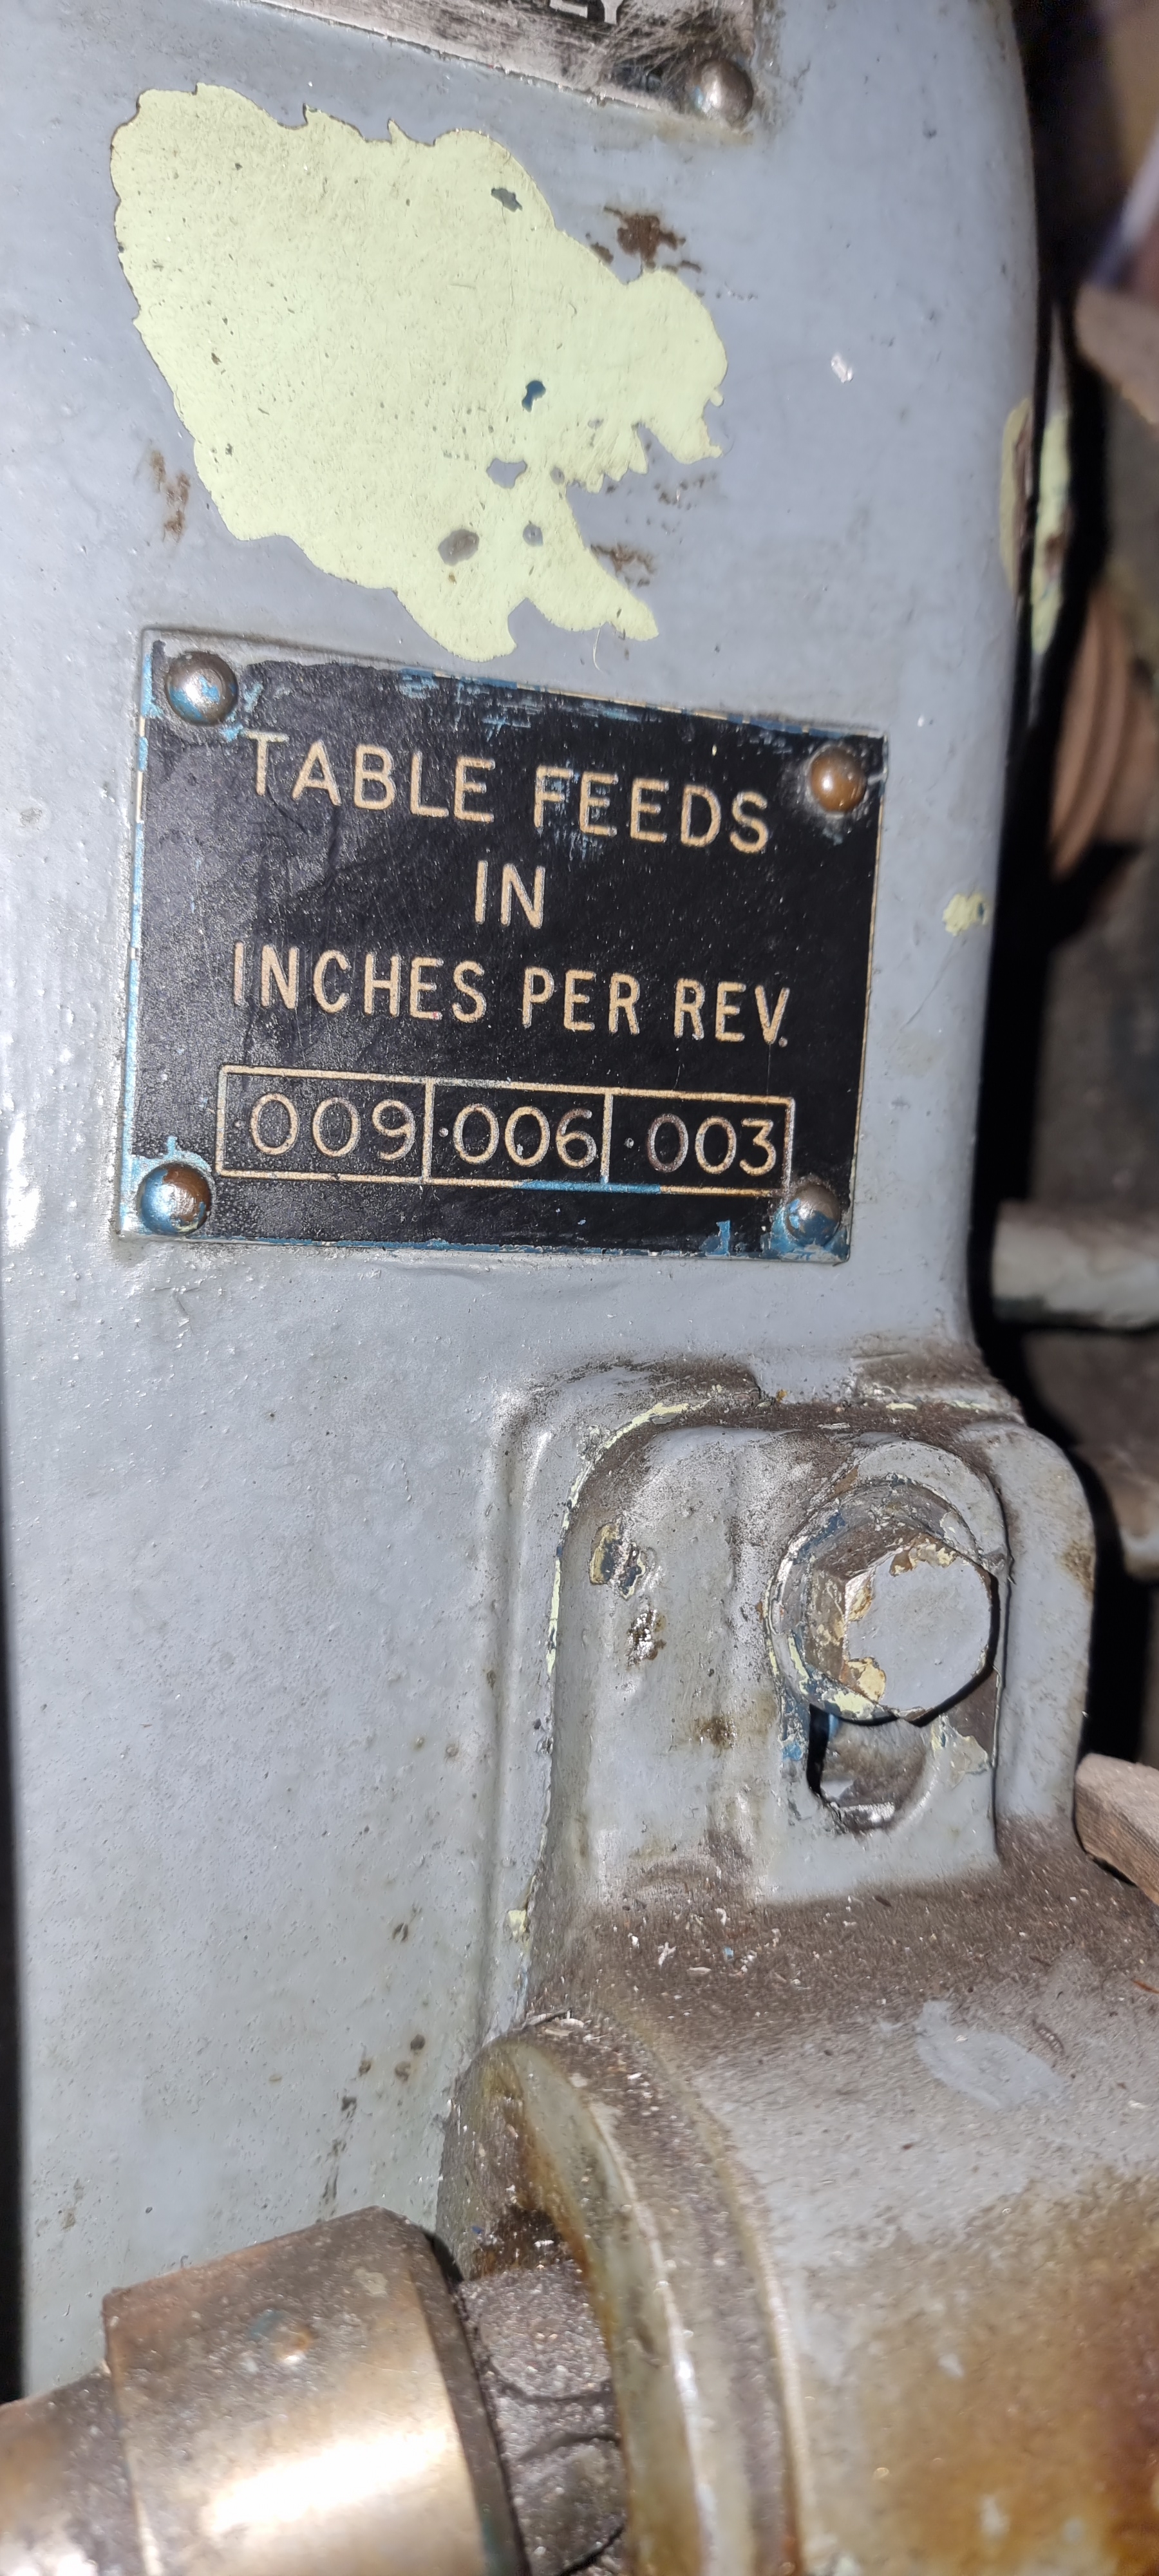 TABLE FEEDS
IN
INCHES PER REV.
.009 .006 .003